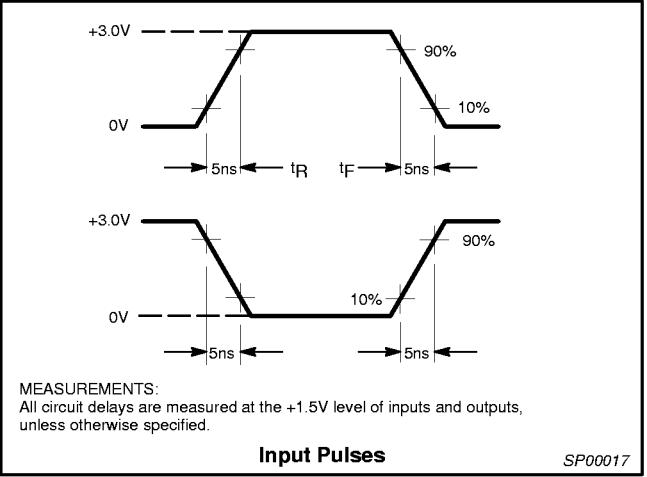 +3.0V
90%
10%
0V
5ns tR tF 5ns
+3.0V
90%
10%
0V
5ns 5ns
MEASUREMENTS:
All circuit delays are measured at the +1.5V level of inputs and outputs,
unless otherwise specified.
Input Pulses
SP00017